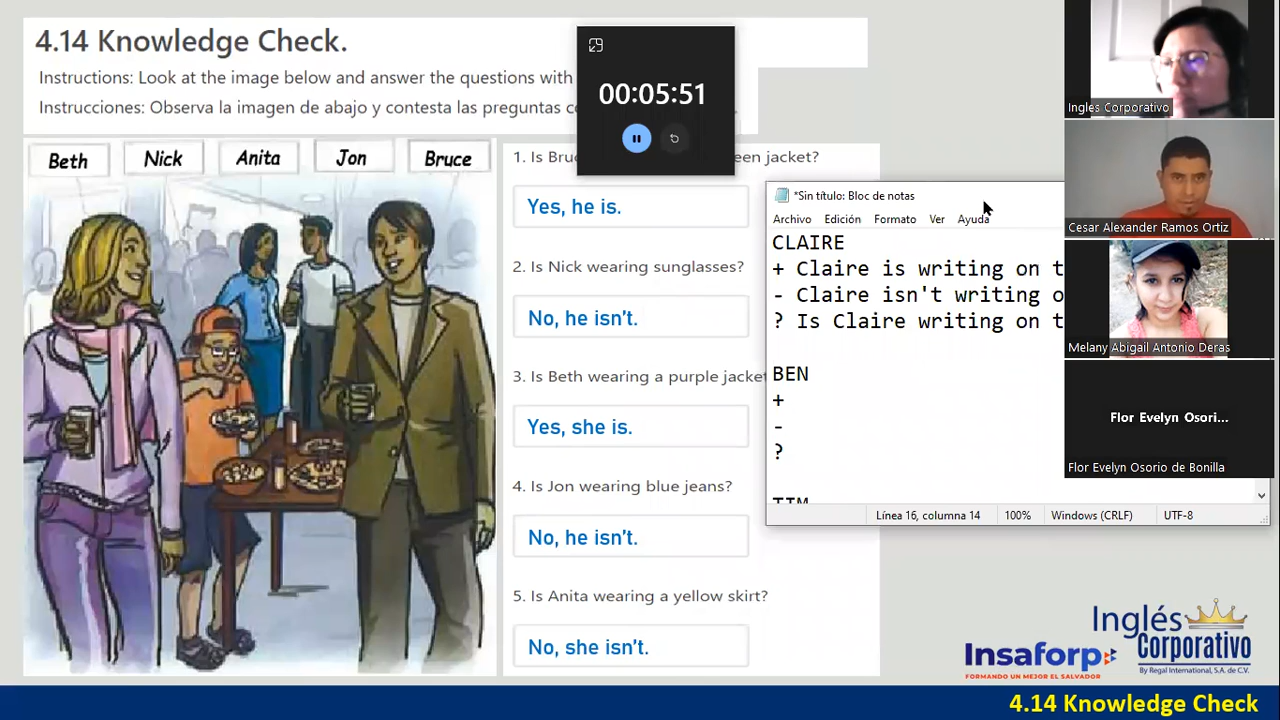 4.14 Knowledge Check.
Instructions: Look at the image below and answer the questions with
Instrucciones: Observa la imagen de abajo y contesta las preguntas
00:05:51
Beth
Nick
Anita
Jon
Bruce
1. Is jacket?
Yes, he is.
2. Is Nick wearing sunglasses?
No, he isn't.
3. Is Beth wearing a purple
Yes, she is.
4. Is Jon wearing blue jeans?
No, he isn't.
5. Is Anita wearing a yellow skirt?
No, she isn't.
*Sin título: Bloc de notas
Archivo Edición Formato Ver Ayuda
CLAIRE
+ Claire is writing on
- Claire isn't writing
? Is Claire writing on
BEN
+
-
?
Línea 16, columna 14 100% Windows (CRLF) UTF-8
Ingles Corporativo
Cesar Alexander Ramos Ortiz
Melany Abigail Antonio Deras
Flor Evelyn Osori...
Flor Evelyn Osorio de Bonilla
Insaforp
FORMANDO UN MEJOR EL SALVADOR
Inglés
Corporativo
By Regal International, S.A. de C.V.
4.14 Knowledge Check